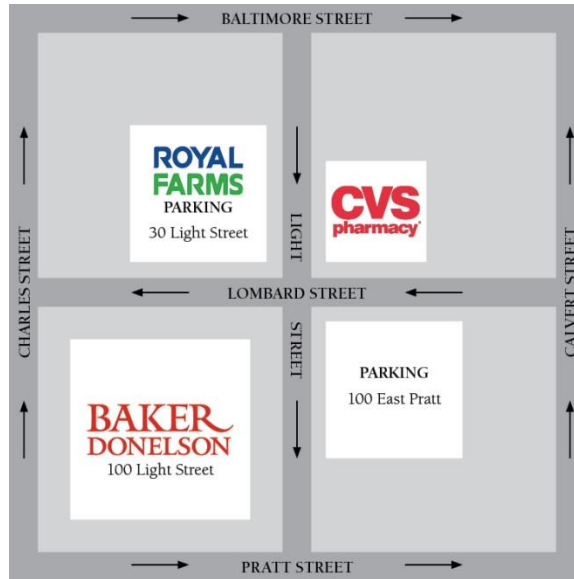 BALTIMORE STREET
ROYAL
FARMS
PARKING
30 Light Street
CVS
pharmacy
LIGHT
CHARLES STREET
LOMBARD STREET
CALVERT STREET
STREET
BAKER
DONELSON
100 Light Street
PARKING
100 East Pratt
PRATT STREET